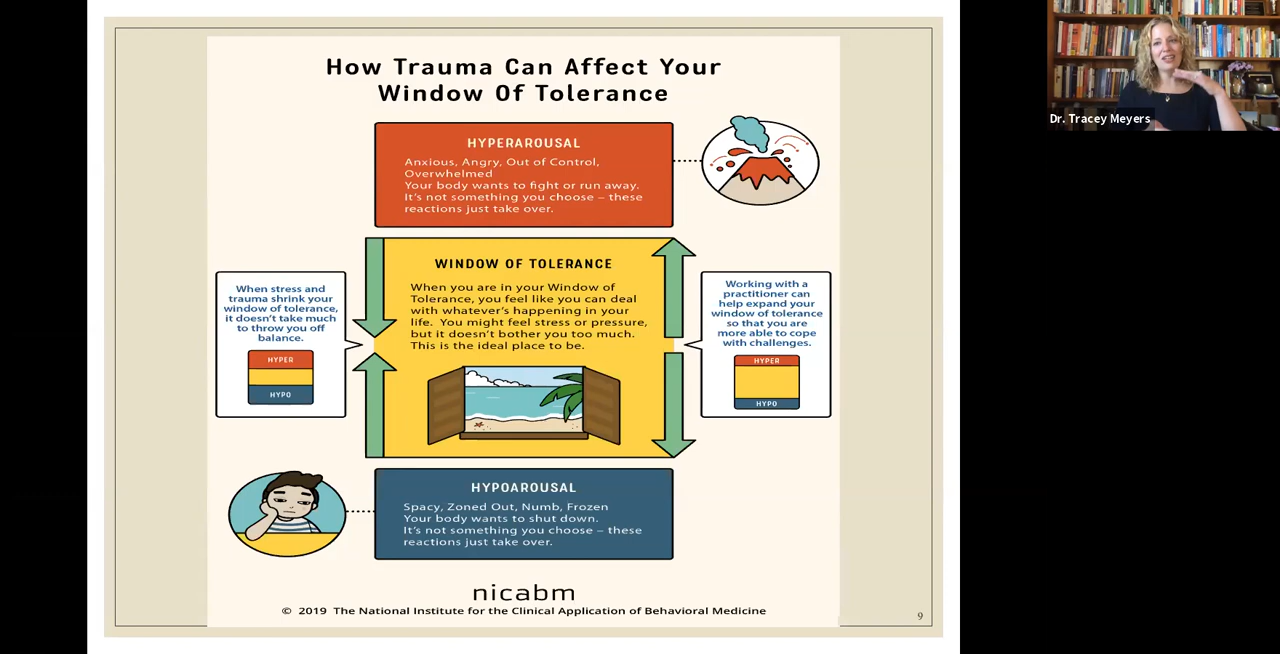 How Trauma Can Affect Your
Window Of Tolerance
HYPERAROUSAL
Anxious, Angry, Out of Control,
Overwhelmed
Your body wants to fight or run away.
It's not something you choose – these
reactions just take over.
When stress and
trauma shrink your
window of tolerance,
it doesn't take much
to throw you off
balance.
HYPER
HYPO
WINDOW OF TOLERANCE
When you are in your Window of
Tolerance, you feel like you can deal
with whatever's happening in your
life.  You might feel stress or pressure,
but it doesn't bother you too much.
This is the ideal place to be.
Working with a
practitioner can
help expand your
window of tolerance
so that you are
more able to cope
with challenges.
HYPER
HYPO
HYPOAROUSAL
Spacy, Zoned Out, Numb, Frozen
Your body wants to shut down.
It's not something you choose – these
reactions just take over.
nicabm
© 2019 The National Institute for the Clinical Application of Behavioral Medicine
9
Dr. Tracey Meyers